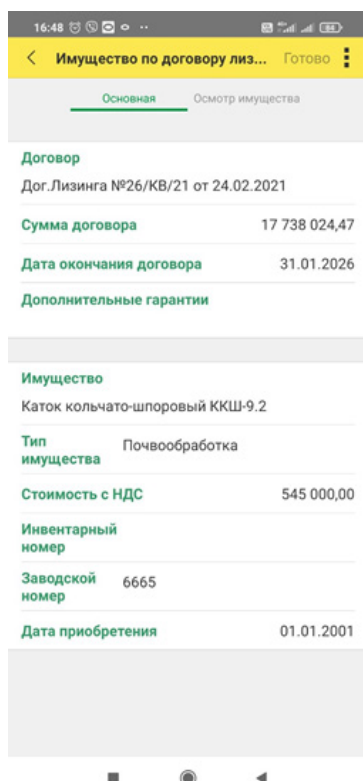 16:48
84
Имущество по договору лиз... Готово
Основная Осмотр имущества
Договор
Дог.Лизинга №26/КВ/21 от 24.02.2021
Сумма договора 17 738 024,47
Дата окончания договора 31.01.2026
Дополнительные гарантии
Имущество
Каток кольчато-шпоровый ККШ-9.2
Тип
имущества Почвообработка
Стоимость с НДС 545 000,00
Инвентарный
номер
Заводской
номер 6665
Дата приобретения 01.01.2001